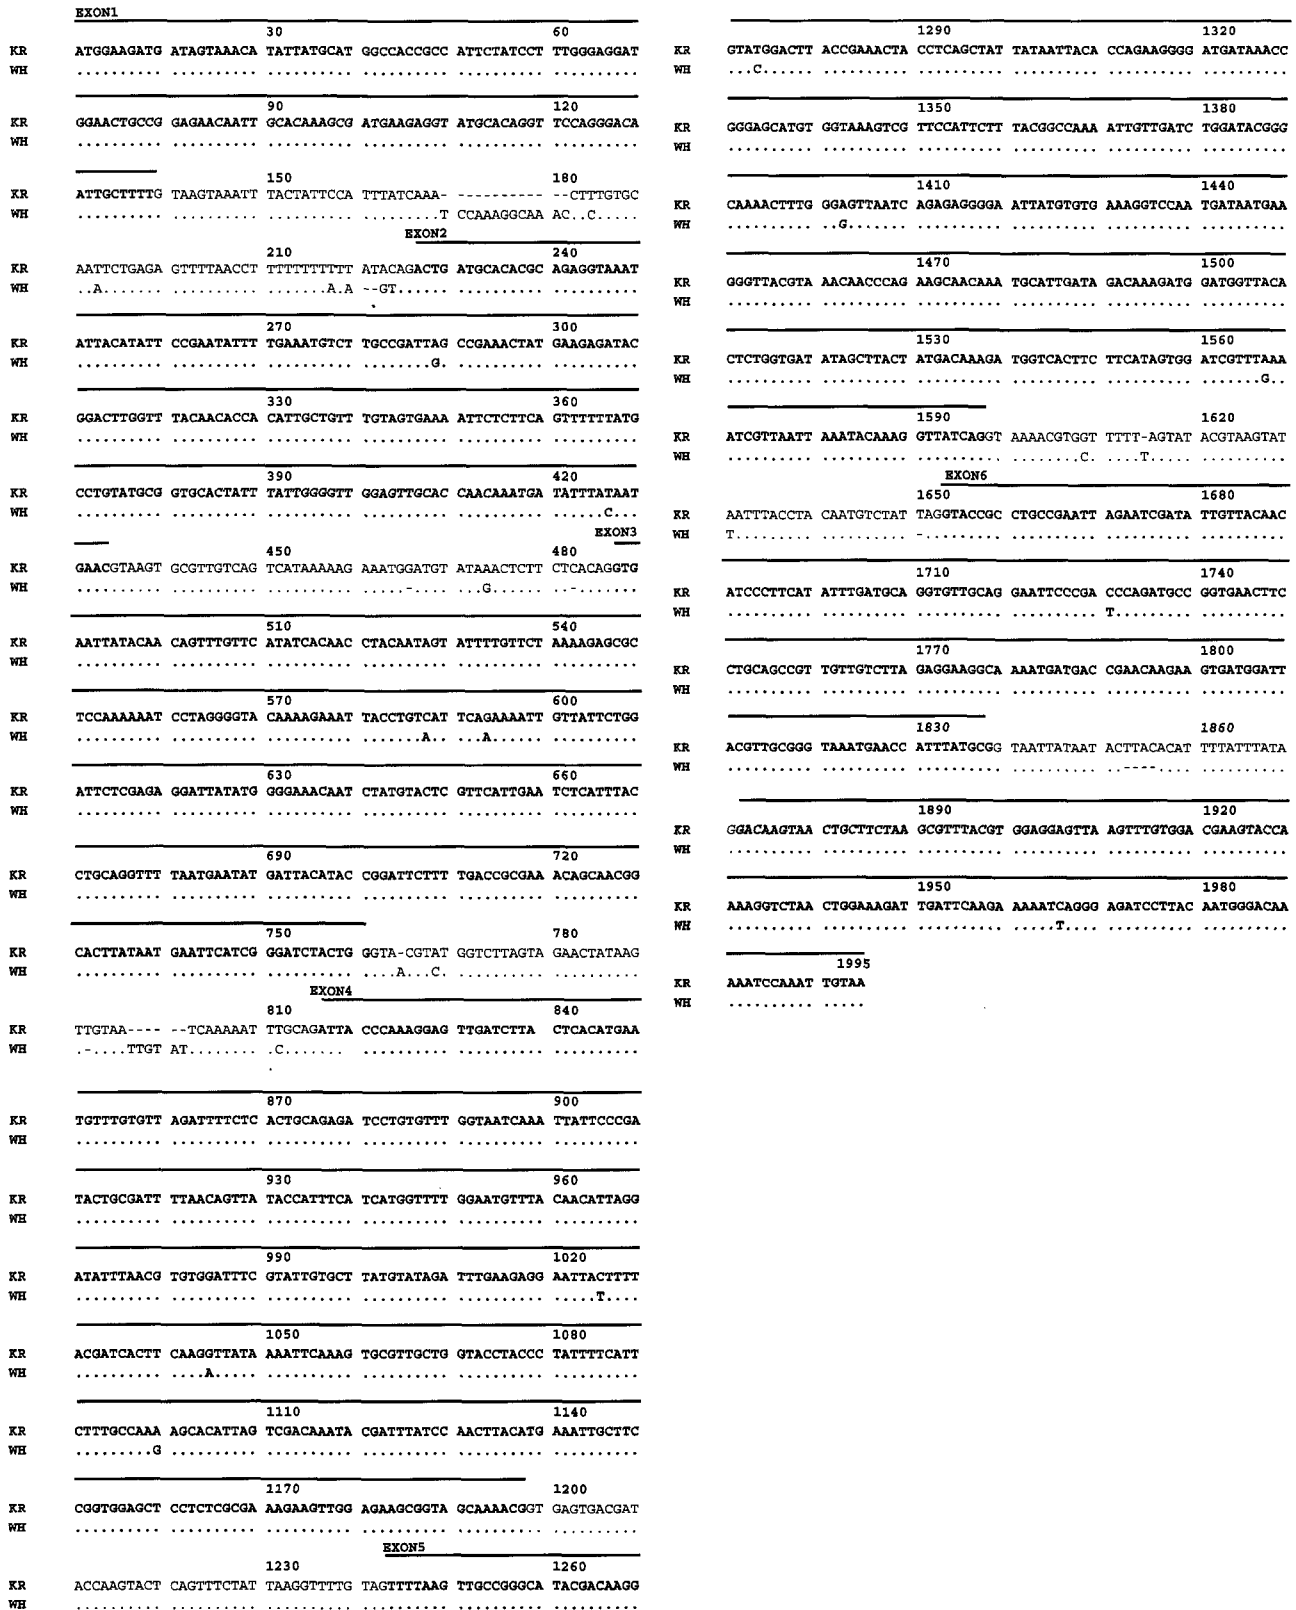 EXON1
30 60
KR ATGGAAGATG ATAGTAAACA TATTATGCAT GGCCACCGCC ATTCTATCCT TTGGGAGGAT
WH .......... .......... .......... .......... .......... ..........
90 120
KR GGAACTGCCG GAGAACAATT GCACAAAGCG ATGAAGAGGT ATGCACAGGT TCCAGGGACA
WH .......... .......... .......... .......... .......... ..........
150 180
KR ATTGCTTTTG TAAGTAAATT TACTATTCCA TTTATCAAA- ---------- --CTTTGTGC
WH .......... .......... .......... .........T CCAAAGGCAA AC..C.....
EXON2
210 240
KR AATTCTGAGA GTTTTAACCT TTTTTTTTTT ATACAGACTG ATGCACACGC AGAGGTAAAT
WH ..A....... .......... .......A.A --GT...... .......... ..........
270 300
KR ATTACATATT CCGAATATTT TGAAATGTCT TGCCGATTAG CCGAAACTAT GAAGAGATAC
WH .......... .......... .......... ........G. .......... ..........
330 360
KR GGACTTGGTT TACAACACCA CATTGCTGTT TGTAGTGAAA ATTCTCTTCA GTTTTTTATG
WH .......... .......... .......... .......... .......... ..........
390 420
KR CCTGTATGCG GTGCACTATT TATTGGGGTT GGAGTTGCAC CAACAAATGA TATTTATAAT
WH .......... .......... .......... .......... .......... ......C...
EXON3
450 480
KR GAACGTAAGT GCGTTGTCAG TCATAAAAAG AAATGGATGT ATAAACTCTT CTCACAGGTG
WH .......... .......... .......... .....-.... ...G...... ..-.......
510 540
KR AATTATACAA CAGTTTGTTC ATATCACAAC CTACAATAGT ATTTTGTTCT AAAAGAGCGC
WH .......... .......... .......... .......... .......... ..........
570 600
KR TCCAAAAAAT CCTAGGGGTA CAAAAGAAAT TACCTGTCAT TCAGAAAATT GTTATTCTGG
WH .......... .......... .......... .......A.. ...A...... ..........
630 660
KR ATTCTCGAGA GGATTATATG GGGAAACAAT CTATGTACTC GTTCATTGAA TCTCATTTAC
WH .......... .......... .......... .......... .......... ..........
690 720
KR CTGCAGGTTT TAATGAATAT GATTACATAC CGGATTCTTT TGACCGCGAA ACAGCAACGG
WH .......... .......... .......... .......... .......... ..........
750 780
KR CACTTATAAT GAATTCATCG GGATCTACTG GGTA-CGTAT GGTCTTAGTA GAACTATAAG
WH .......... .......... .......... ....A...C. .......... ..........
EXON4
810 840
KR TTGTAA---- --TCAAAAAT TTGCAGATTA CCCAAAGGAG TTGATCTTA CTCACATGAA
WH .-....TTGT AT........ .C........ .......... .......... ..........
870 900
KR TGTTTGTGTT AGATTTTCTC ACTGCAGAGA TCCTGTGTTT GGTAATCAAA TTATTCCCGA
WH .......... .......... .......... .......... .......... ..........
930 960
KR TACTGCGATT TTAACAGTTA TACCATTTCA TCATGGTTTT GGAATGTTTA CAACATTAGG
WH .......... .......... .......... .......... .......... ..........
990 1020
KR ATATTTAACG TGTGGATTTC GTATTGTGCT TATGTATAGA TTTGAAGAGG AATTACTTTT
WH .......... .......... .......... .......... .......... .....T....
1050 1080
KR ACGATCACTT CAAGGTTATA AAATTCAAAG TGCGTTGCTG GTACCTACCC TATTTTCATT
WH .......... ....A..... .......... .......... .......... ..........
1110 1140
KR CTTTGCCAAA AGCACATTAG TCGACAAATA CGATTTATCC AACTTACATG AAATTGCTTC
WH .........G .......... .......... .......... .......... ..........
1170 1200
KR CGGTGGAGCT CCTCTCGCGA AAGAAGTTGG AGAAGCGGTA GCAAAACGGT GAGTGACGAT
WH .......... .......... .......... .......... .......... ..........
EXON5
1230 1260
KR ACCAAGTACT CAGTTTCTAT TAAGGTTTTG TAGTTTTAAG TTGCCGGGCA TACGACAAGG
WH .......... .......... .......... .......... .......... ..........
1290 1320
KR GTATGGACTT ACCGAAACTA CCTCAGCTAT TATAATTACA CCAGAAGGGG ATGATAAACC
WH ...C...... .......... .......... .......... .......... ..........
1350 1380
KR GGGAGCATGT GGTAAAGTCG TTCCATTCTT TACGGCCAAA ATTGTTGATC TGGATACGGG
WH .......... .......... .......... .......... .......... ..........
1410 1440
KR CAAAACTTTG GGAGTTAATC AGAGAGGGGA ATTATGTGTG AAAGGTCCAA TGATAATGAA
WH .......... ..G....... .......... .......... .......... ..........
1470 1500
KR GGGTTACGTA AACAACCCAG AAGCAACAAA TGCATTGATA GACAAAGATG GATGGTTACA
WH .......... .......... .......... .......... .......... ..........
1530 1560
KR CTCTGGTGAT ATAGCTTACT ATGACAAAGA TGGTCACTTC TTCATAGTGG ATCGTTTAAA
WH .......... .......... .......... .......... .......... .......G..
1590 1620
KR ATCGTTAATT AAATACAAAG GTTATCAGGT AAAACGTGGT TTTT-AGTAT ACGTAAGTAT
WH .......... .......... .......... ........C. ....T..... ..........
EXON6
1650 1680
KR AATTTACCTA CAATGTCTAT TAGGTACCGC CTGCCGAATT AGAATCGATA TTGTTACAAC
WH T......... .......... -......... .......... .......... ..........
1710 1740
KR ATCCCTTCAT ATTTGATGCA GGTGTTGCAG GAATTCCCGA CCCAGATGCC GGTGAACTTC
WH .......... .......... .......... .......... T......... ..........
1770 1800
KR CTGCAGCCGT TGTTGTCTTA GAGGAAGGCA AAATGATGAC CGAACAAGAA GTGATGGATT
WH .......... .......... .......... .......... .......... ..........
1830 1860
KR ACGTTGCGGG TAAATGAACC ATTTATGCGG TAATTATAAT ACTTACACAT TTTATTTATA
WH .......... .......... .......... .......... ..----.... ..........
1890 1920
KR GGACAAGTAA CTGCTTCTAA GCGTTTACGT GGAGGAGTTA AGTTTGTGGA CGAAGTACCA
WH .......... .......... .......... .......... .......... ..........
1950 1980
KR AAAGGTCTAA CTGGAAAGAT TGATTCAAGA AAAATCAGGG AGATCCTTAC AATGGGACAA
WH .......... .......... .......... .....T.... .......... ..........
1995
KR AAATCCAAAT TGTAA
WH .......... .....